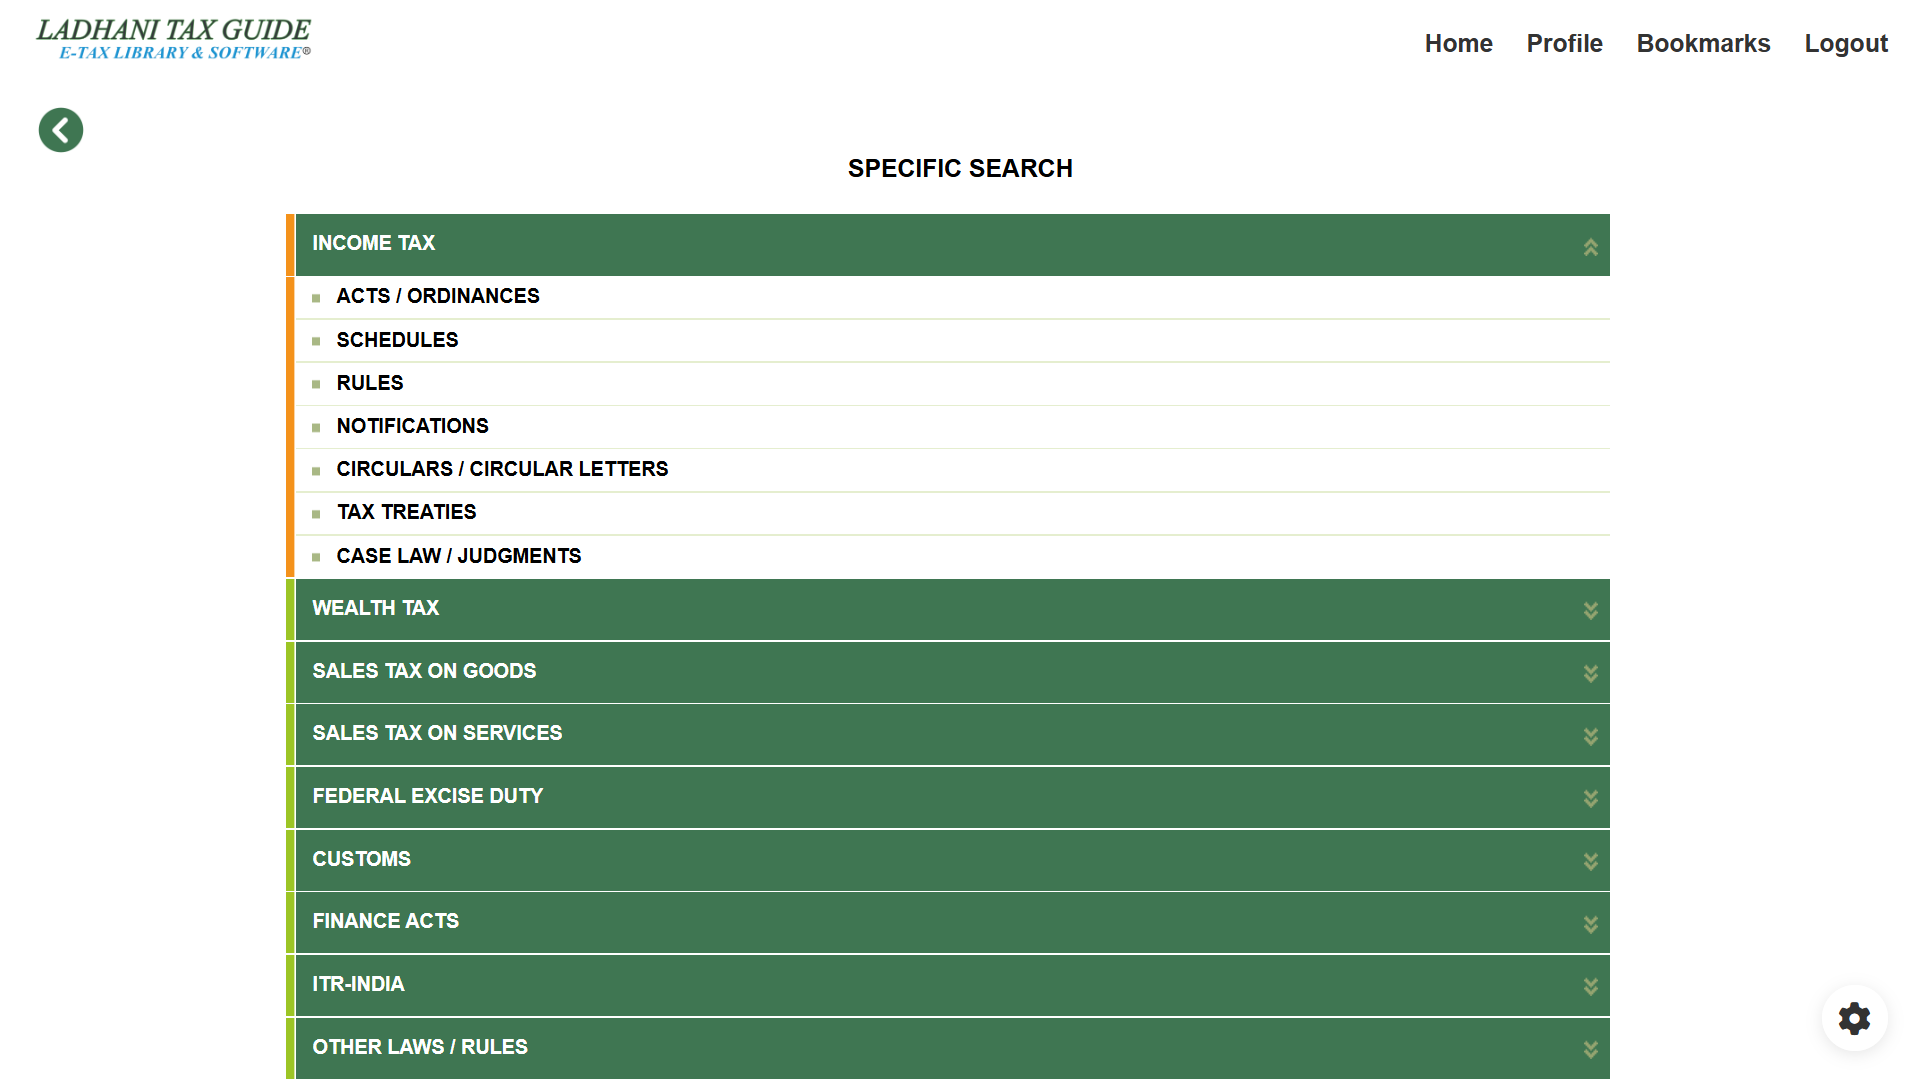 LADHANI TAX GUIDE
E-TAX LIBRARY & SOFTWARE®
Home Profile Bookmarks Logout
SPECIFIC SEARCH
INCOME TAX
ACTS / ORDINANCES
SCHEDULES
RULES
NOTIFICATIONS
CIRCULARS / CIRCULAR LETTERS
TAX TREATIES
CASE LAW / JUDGMENTS
WEALTH TAX
SALES TAX ON GOODS
SALES TAX ON SERVICES
FEDERAL EXCISE DUTY
CUSTOMS
FINANCE ACTS
ITR-INDIA
OTHER LAWS / RULES